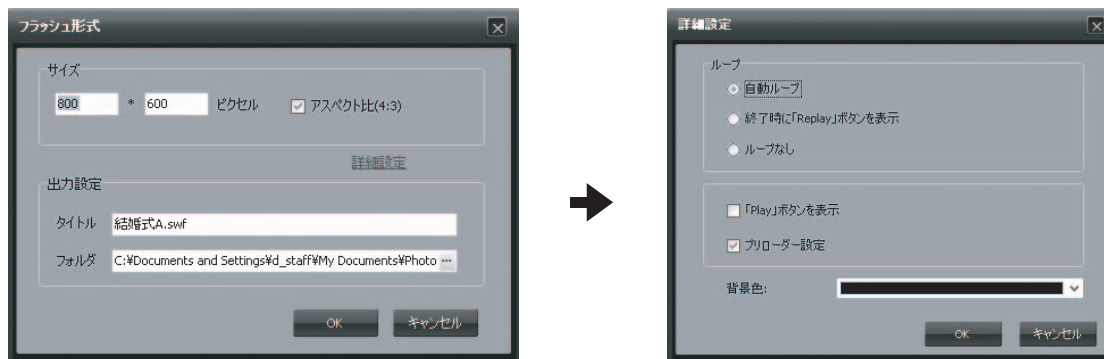 フラッシュ形式
サイズ
800 * 600 ピクセル アスペクト比(4:3)
詳細設定
出力設定
タイトル 結婚式A.swf
フォルダ C:¥Documents and Settings¥d_staff¥My Documents¥Photo ...
OK キャンセル
詳細設定
ループ
自動ループ
終了時に「Replay」ボタンを表示
ループなし
「Play」ボタンを表示
プリローダー設定
背景色:
OK キャンセル